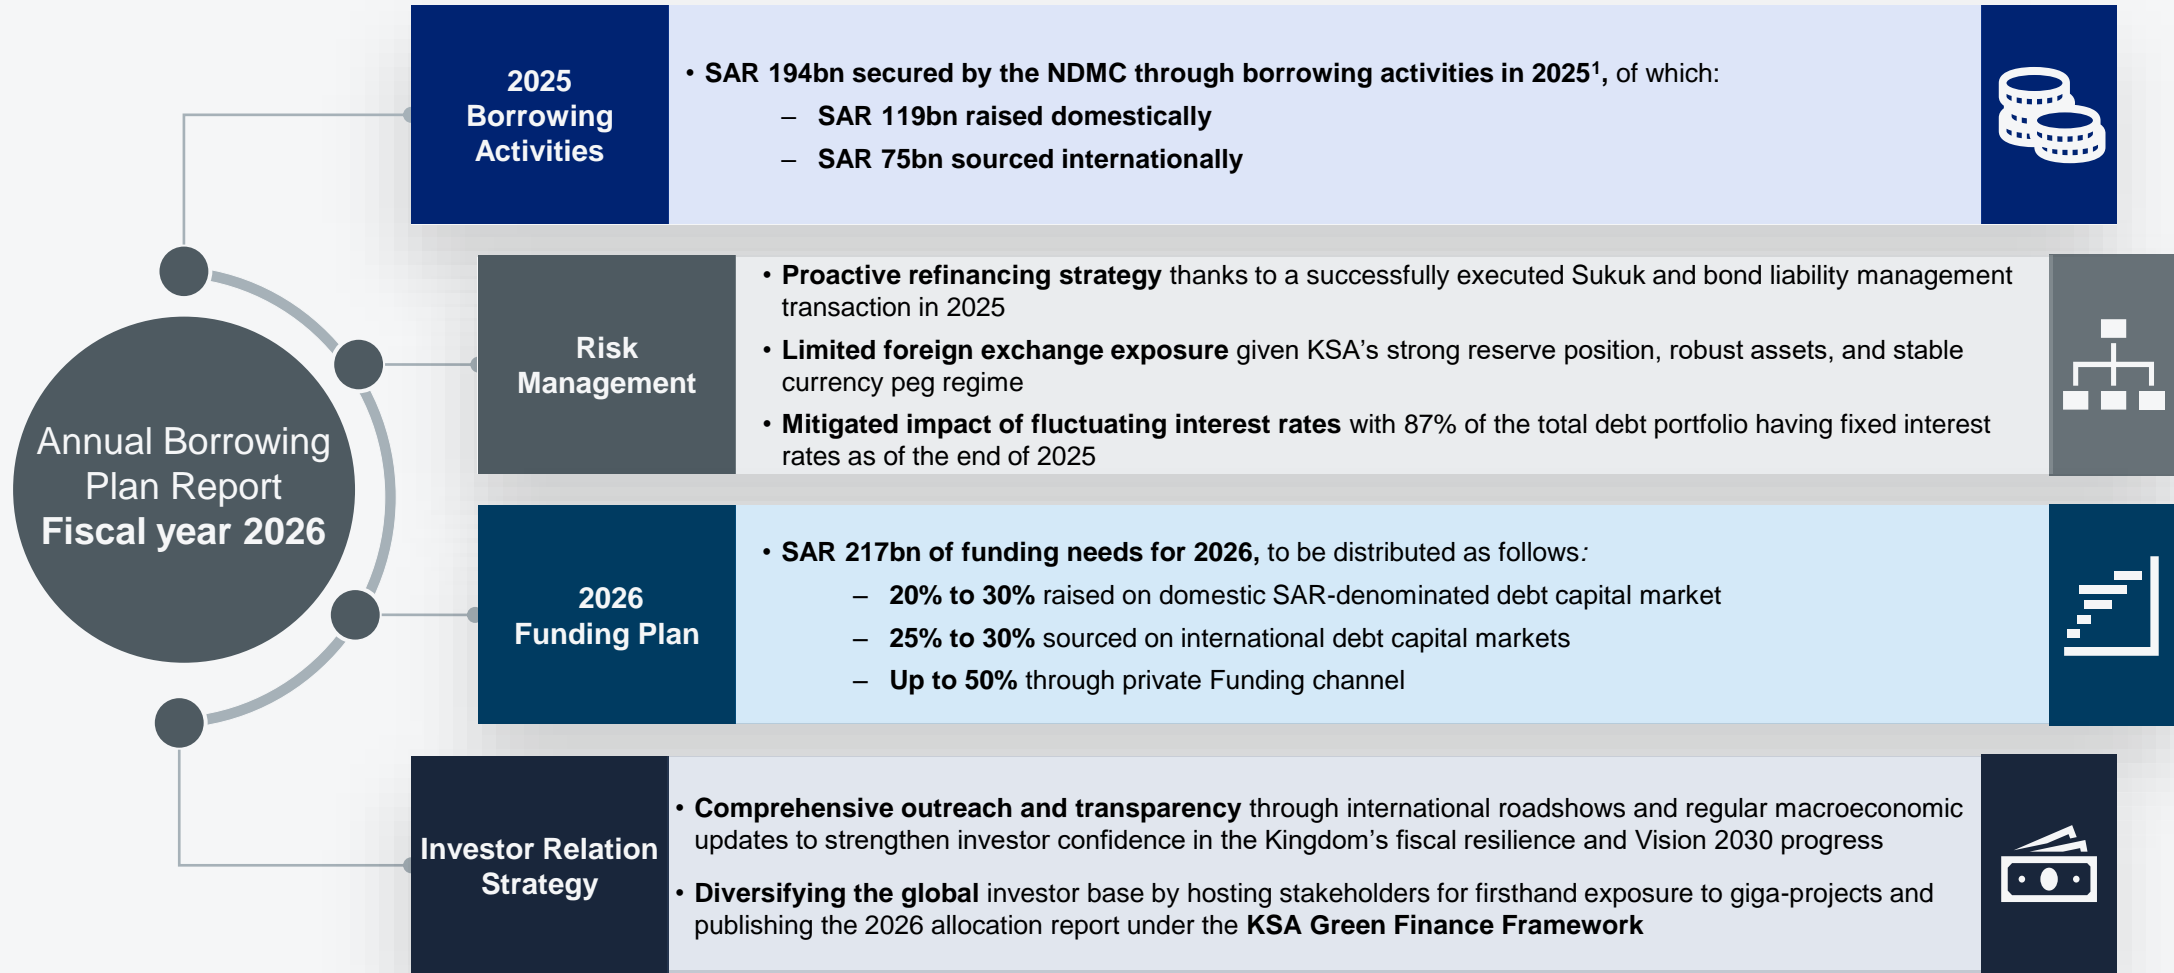 Annual Borrowing
Plan Report
Fiscal year 2026
2025
Borrowing
Activities
• SAR 194bn secured by the NDMC through borrowing activities in 2025¹, of which:
– SAR 119bn raised domestically
– SAR 75bn sourced internationally
Risk
Management
• Proactive refinancing strategy thanks to a successfully executed Sukuk and bond liability management
transaction in 2025
• Limited foreign exchange exposure given KSA’s strong reserve position, robust assets, and stable
currency peg regime
• Mitigated impact of fluctuating interest rates with 87% of the total debt portfolio having fixed interest
rates as of the end of 2025
2026
Funding Plan
• SAR 217bn of funding needs for 2026, to be distributed as follows:
– 20% to 30% raised on domestic SAR-denominated debt capital market
– 25% to 30% sourced on international debt capital markets
– Up to 50% through private Funding channel
Investor Relation
Strategy
• Comprehensive outreach and transparency through international roadshows and regular macroeconomic
updates to strengthen investor confidence in the Kingdom’s fiscal resilience and Vision 2030 progress
• Diversifying the global investor base by hosting stakeholders for firsthand exposure to giga-projects and
publishing the 2026 allocation report under the KSA Green Finance Framework